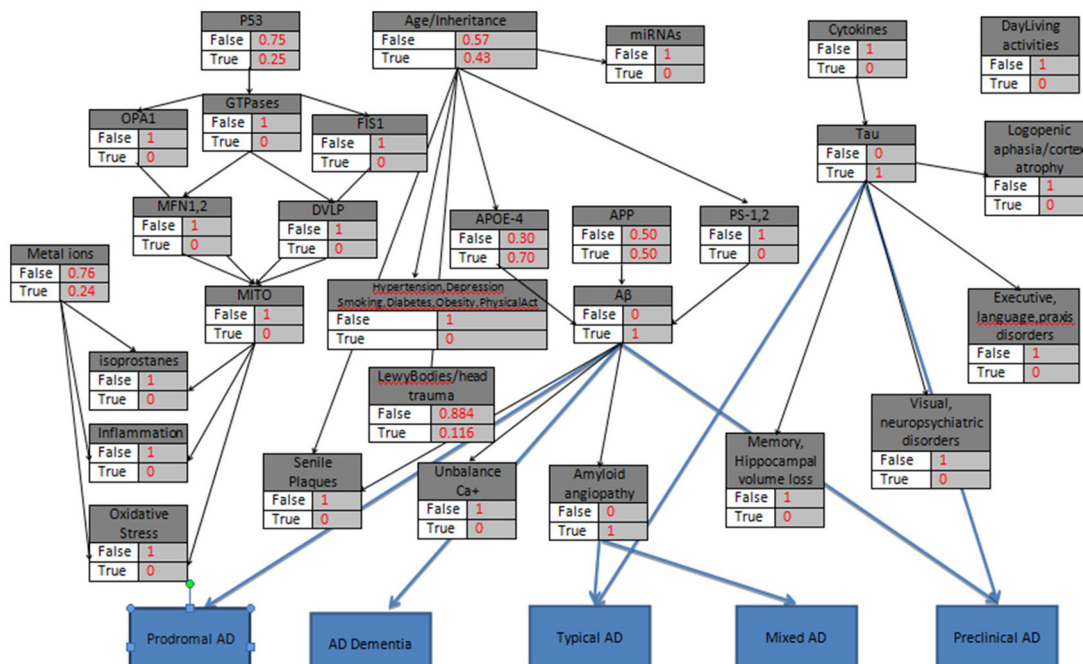 P53
False 0.75
True 0.25
Age/Inheritance
False 0.57
True 0.43
miRNAs
False 1
True 0
Cytokines
False 1
True 0
DayLiving
activities
False 1
True 0
OPA1
False 1
True 0
GTPases
False 1
True 0
FIS1
False 1
True 0
Tau
False 0
True 1
Logopenic
aphasia/cortex
atrophy
False 1
True 0
MFN1,2
False 1
True 0
DVLP
False 1
True 0
APOE-4
False 0.30
True 0.70
APP
False 0.50
True 0.50
PS-1,2
False 1
True 0
Metal ions
False 0.76
True 0.24
MITO
False 1
True 0
Hypertension,Depression
Smoking,Diabetes,Obesity,PhysicalAct
False 1
True 0
Aβ
False 0
True 1
Executive,
language,praxis
disorders
False 1
True 0
isoprostanes
False 1
True 0
LewyBodies/head
trauma
False 0.884
True 0.116
Visual,
neuropsychiatric
disorders
False 1
True 0
Inflammation
False 1
True 0
Senile
Plaques
False 1
True 0
Unbalance
Ca+
False 1
True 0
Amyloid
angiopathy
False 0
True 1
Memory,
Hippocampal
volume loss
False 1
True 0
Oxidative
Stress
False 1
True 0
Prodromal AD
AD Dementia
Typical AD
Mixed AD
Preclinical AD